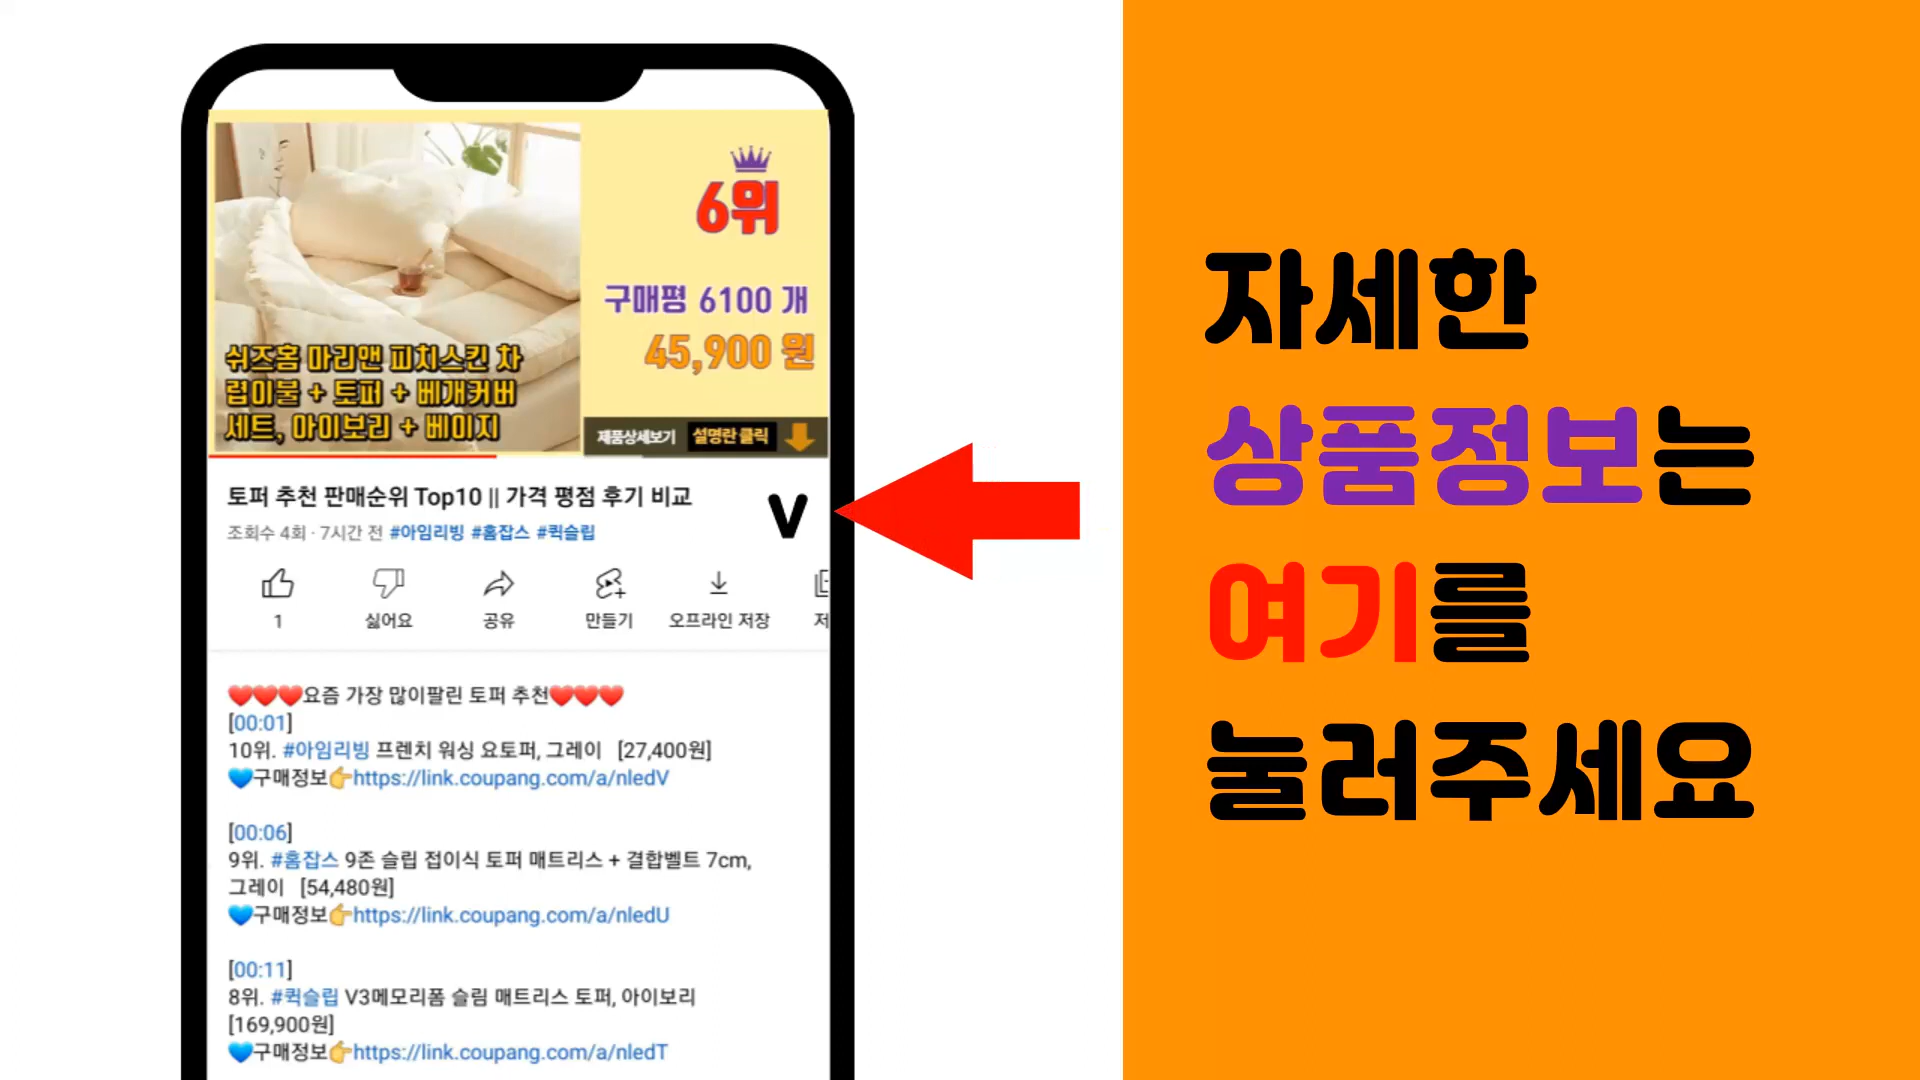 6위
구매평 6100 개
45,900 원
쉬즈홈 마리앤 피치스킨 차
렵이불 + 토퍼 + 베개커버
세트, 아이보리 + 베이지
제품상세보기 설명란 클릭
토퍼 추천 판매순위 Top10 || 가격 평점 후기 비교
V
조회수 4회 · 7시간 전 #아임리빙 #홈잡스 #퀵슬립
1 싫어요 공유 만들기 오프라인 저장 저
❤️❤️❤️요즘 가장 많이팔린 토퍼 추천❤️❤️❤️
[00:01]
10위. #아임리빙 프렌치 워싱 요토퍼, 그레이 [27,400원]
💙구매정보👉https://link.coupang.com/a/nledV
[00:06]
9위. #홈잡스 9존 슬립 접이식 토퍼 매트리스 + 결합벨트 7cm,
그레이 [54,480원]
💙구매정보👉https://link.coupang.com/a/nledU
[00:11]
8위. #퀵슬립 V3메모리폼 슬림 매트리스 토퍼, 아이보리
[169,900원]
💙구매정보👉https://link.coupang.com/a/nledT
자세한
상품정보는
여기를
눌러주세요